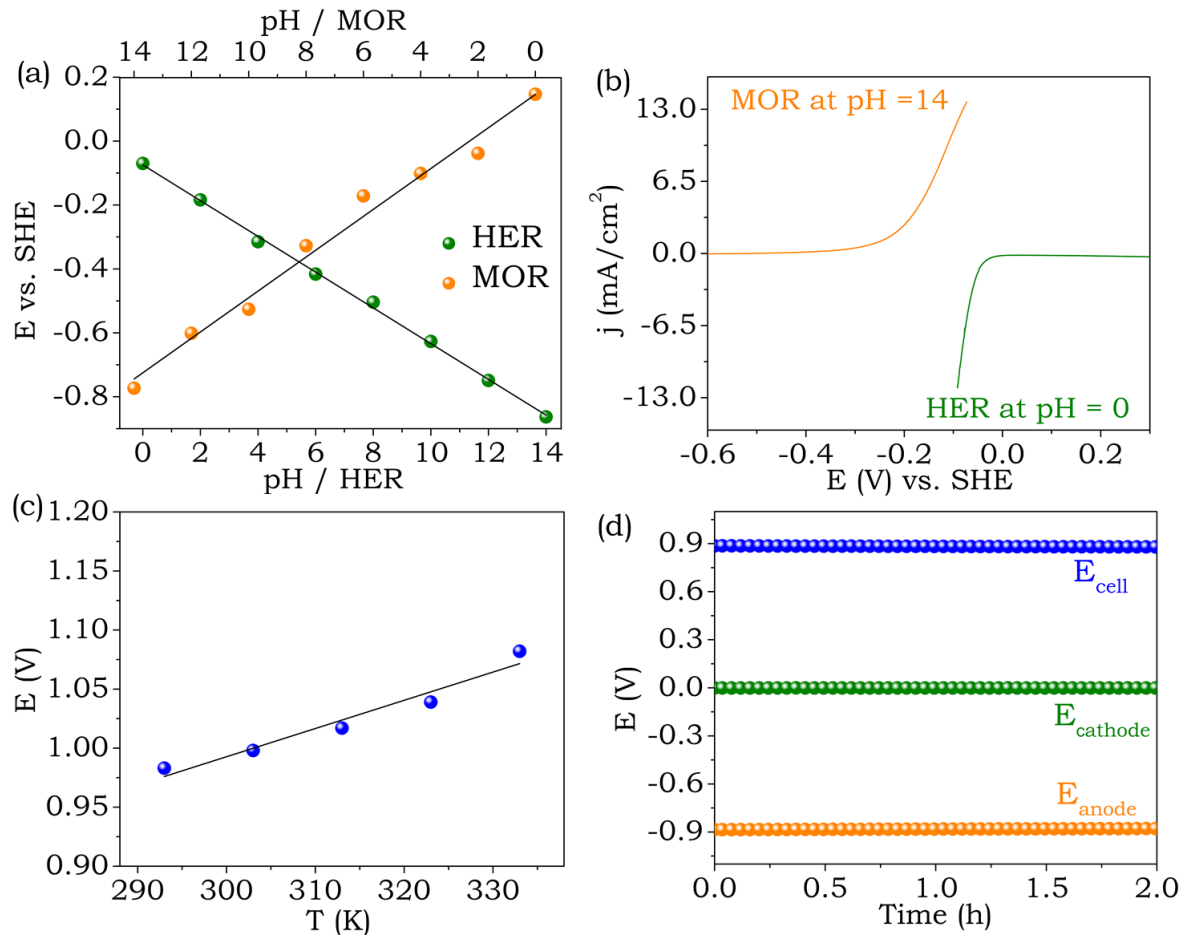 pH / MOR
14 12 10 8 6 4 2 0
(a)
0.2
0.0
-0.2
-0.4
-0.6
-0.8
E vs. SHE
HER
MOR
0 2 4 6 8 10 12 14
pH / HER
(b)
MOR at pH =14
13.0
6.5
0.0
-6.5
-13.0
j (mA/cm²)
HER at pH = 0
-0.6 -0.4 -0.2 0.0 0.2
E (V) vs. SHE
(c)
1.20
1.15
1.10
1.05
1.00
0.95
0.90
E (V)
290 300 310 320 330
T (K)
(d)
0.9
0.6
0.3
0.0
-0.3
-0.6
-0.9
E (V)
Ecell
Ecathode
Eanode
0.0 0.5 1.0 1.5 2.0
Time (h)